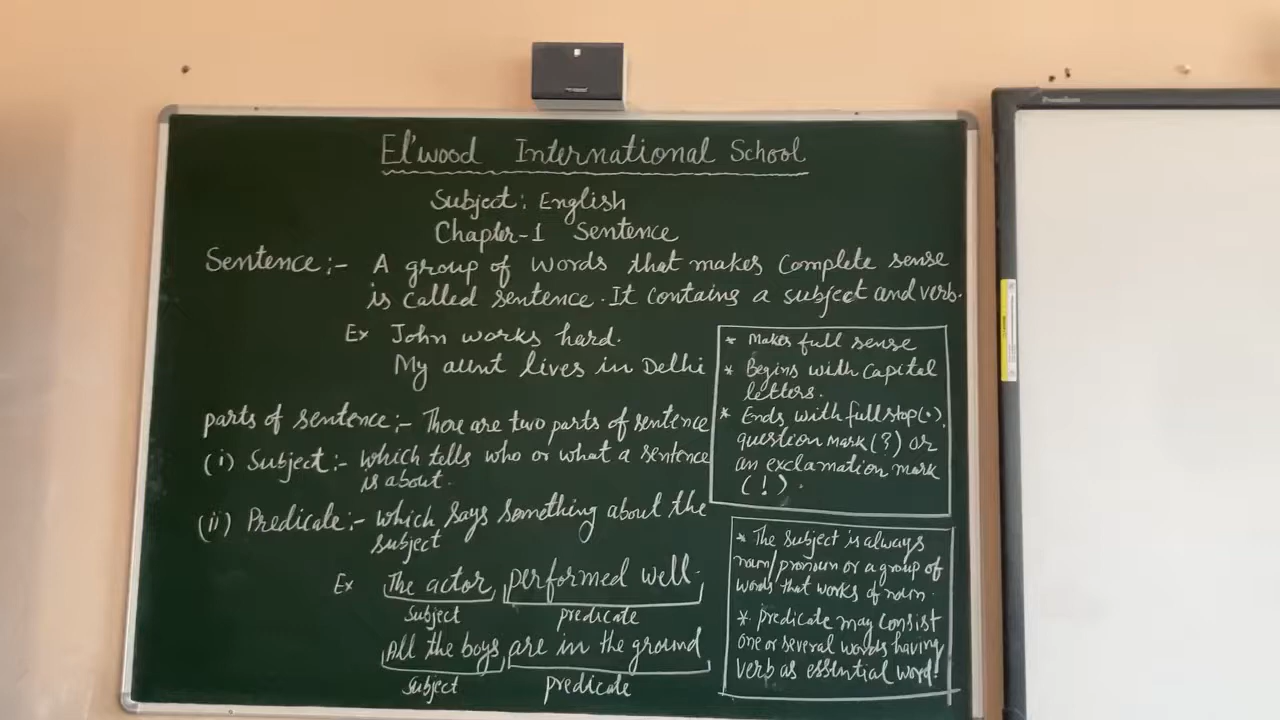 El'wood International School
Subject: English
Chapter-1 Sentence
Sentence:- A group of words that makes complete sense
is called sentence. It contains a subject and verb.
Ex John works hard.
My aunt lives in Delhi
parts of sentence:- There are two parts of sentence
(i) Subject:- which tells who or what a sentence
is about.
(ii) Predicate:- which says something about the
subject
Ex The actor performed well.
Subject predicate
All the boys are in the ground
Subject predicate
* Makes full sense
* Begins with capital
letters.
* Ends with full stop(.),
question mark(?) or
an exclamation mark
(!).
* The subject is always
noun/pronoun or a group of
words that works of noun.
* predicate may consist
one or several words having
verb as essential word.